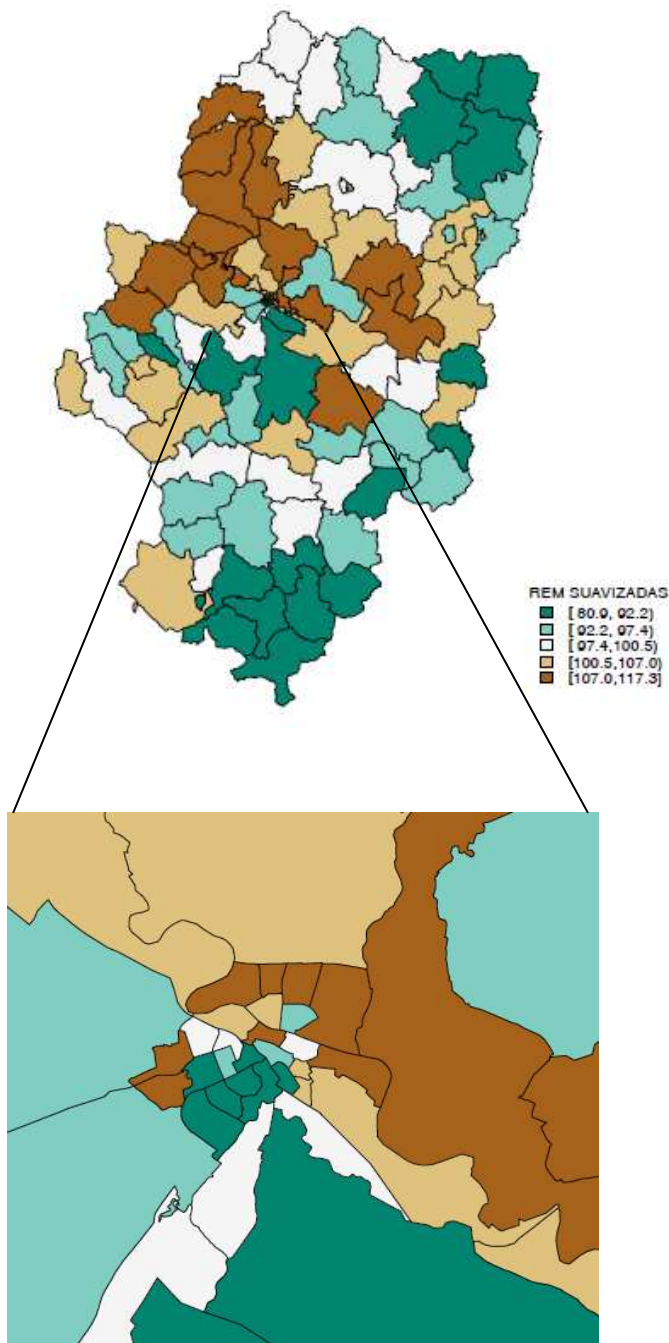 REM SUAVIZADAS
[ 80.9, 92.2)
[ 92.2, 97.4)
[ 97.4,100.5)
[100.5,107.0)
[107.0,117.3]